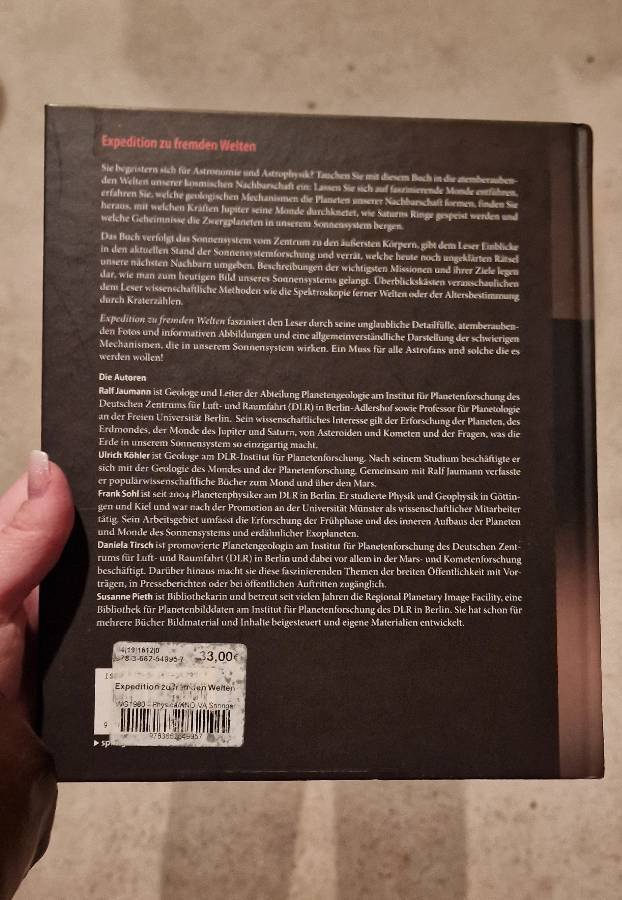 Expedition zu fremden Welten
Sie begeistern sich für Astronomie und Astrophysik? Tauchen Sie mit diesem Buch in die atemberauben-
den Welten unserer kosmischen Nachbarschaft ein: Lassen Sie sich auf faszinierende Monde entführen,
erfahren Sie, welche geologischen Mechanismen die Planeten unserer Nachbarschaft formen, finden Sie
heraus, mit welchen Kräften Jupiter seine Monde durchknetet, wie Saturns Ringe gespeist werden und
welche Geheimnisse die Zwergplaneten in unserem Sonnensystem bergen.
Das Buch verfolgt das Sonnensystem vom Zentrum zu den äußersten Körpern, gibt dem Leser Einblicke
in den aktuellen Stand der Sonnensystemforschung und verrät, welche heute noch ungeklärten Rätsel
unsere nächsten Nachbarn umgeben. Beschreibungen der wichtigsten Missionen und ihrer Ziele legen
dar, wie man zum heutigen Bild unseres Sonnensystems gelangt. Überblickskästen veranschaulichen
dem Leser wissenschaftliche Methoden wie die Spektroskopie ferner Welten oder der Altersbestimmung
durch Kraterzählen.
Expedition zu fremden Welten fasziniert den Leser durch seine unglaubliche Detailfülle, atemberauben-
den Fotos und informativen Abbildungen und eine allgemeinverständliche Darstellung der schwierigen
Mechanismen, die in unserem Sonnensystem wirken. Ein Muss für alle Astrofans und solche die es
werden wollen!
Die Autoren
Ralf Jaumann ist Geologe und Leiter der Abteilung Planetengeologie am Institut für Planetenforschung des
Deutschen Zentrums für Luft- und Raumfahrt (DLR) in Berlin-Adlershof sowie Professor für Planetologie
an der Freien Universität Berlin. Sein wissenschaftliches Interesse gilt der Erforschung der Planeten, des
Erdmondes, der Monde des Jupiter und Saturn, von Asteroiden und Kometen und der Fragen, was die
Erde in unserem Sonnensystem so einzigartig macht.
Ulrich Köhler ist Geologe am DLR-Institut für Planetenforschung. Nach seinem Studium beschäftigte er
sich mit der Geologie des Mondes und der Planetenforschung. Gemeinsam mit Ralf Jaumann verfasste
er populärwissenschaftliche Bücher zum Mond und über den Mars.
Frank Sohl ist seit 2004 Planetenphysiker am DLR in Berlin. Er studierte Physik und Geophysik in Göttin-
gen und Kiel und war nach der Promotion an der Universität Münster als wissenschaftlicher Mitarbeiter
tätig. Sein Arbeitsgebiet umfasst die Erforschung der Frühphase und des inneren Aufbaus der Planeten
und Monde des Sonnensystems und erdähnlicher Exoplaneten.
Daniela Tirsch ist promovierte Planetengeologin am Institut für Planetenforschung des Deutschen Zent-
rums für Luft- und Raumfahrt (DLR) in Berlin und dabei vor allem in der Mars- und Kometenforschung
beschäftigt. Darüber hinaus macht sie diese faszinierenden Themen der breiten Öffentlichkeit mit Vor-
trägen, in Presseberichten oder bei öffentlichen Auftritten zugänglich.
Susanne Pieth ist Bibliothekarin und betreut seit vielen Jahren die Regional Planetary Image Facility, eine
Bibliothek für Planetenbilddaten am Institut für Planetenforschung des DLR in Berlin. Sie hat schon für
mehrere Bücher Bildmaterial und Inhalte beigesteuert und eigene Materialien entwickelt.
4|19|1612|0
33,00€
Expedition zu fremden Welten
9783662549957